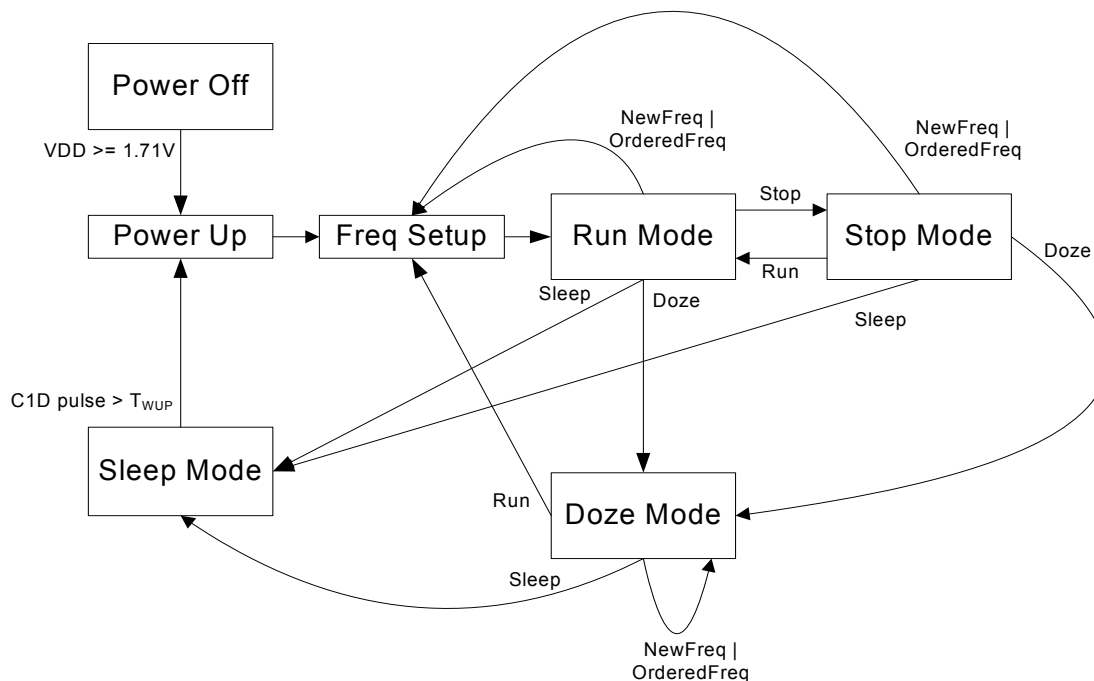 Power Off
VDD >= 1.71V
NewFreq |
OrderedFreq
NewFreq |
OrderedFreq
Power Up
Freq Setup
Run Mode
Stop
Run
Stop Mode
Doze
Sleep
Doze
Sleep
C1D pulse > TWUP
Sleep Mode
Run
Doze Mode
Sleep
NewFreq |
OrderedFreq